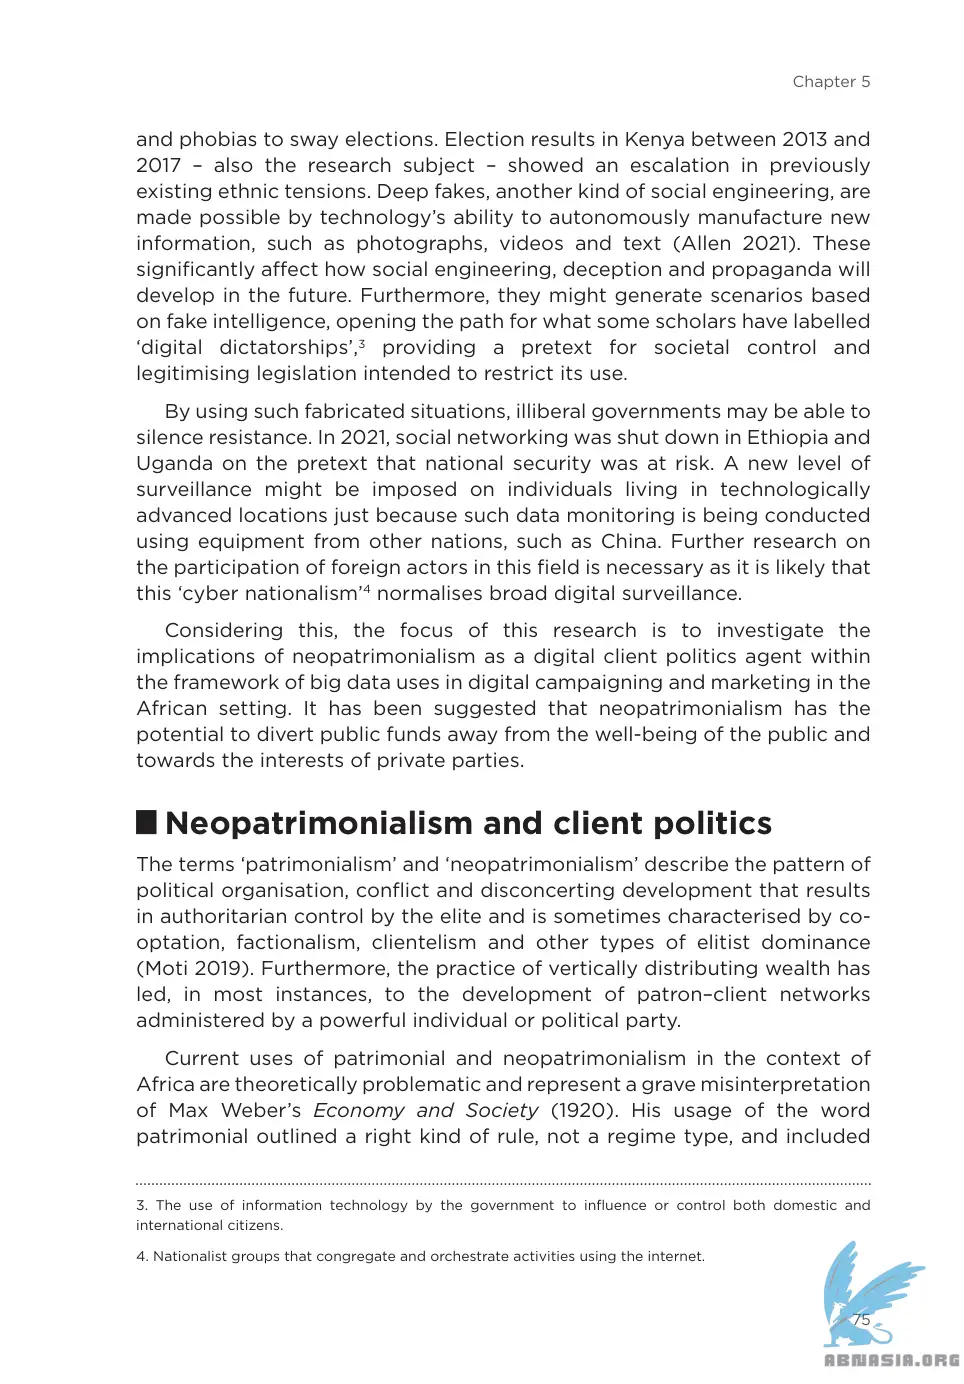 Chapter 5
and phobias to sway elections. Election results in Kenya between 2013 and
2017 – also the research subject – showed an escalation in previously
existing ethnic tensions. Deep fakes, another kind of social engineering, are
made possible by technology’s ability to autonomously manufacture new
information, such as photographs, videos and text (Allen 2021). These
significantly affect how social engineering, deception and propaganda will
develop in the future. Furthermore, they might generate scenarios based
on fake intelligence, opening the path for what some scholars have labelled
‘digital dictatorships’,³ providing a pretext for societal control and
legitimising legislation intended to restrict its use.
By using such fabricated situations, illiberal governments may be able to
silence resistance. In 2021, social networking was shut down in Ethiopia and
Uganda on the pretext that national security was at risk. A new level of
surveillance might be imposed on individuals living in technologically
advanced locations just because such data monitoring is being conducted
using equipment from other nations, such as China. Further research on
the participation of foreign actors in this field is necessary as it is likely that
this ‘cyber nationalism’⁴ normalises broad digital surveillance.
Considering this, the focus of this research is to investigate the
implications of neopatrimonialism as a digital client politics agent within
the framework of big data uses in digital campaigning and marketing in the
African setting. It has been suggested that neopatrimonialism has the
potential to divert public funds away from the well-being of the public and
towards the interests of private parties.
Neopatrimonialism and client politics
The terms ‘patrimonialism’ and ‘neopatrimonialism’ describe the pattern of
political organisation, conflict and disconcerting development that results
in authoritarian control by the elite and is sometimes characterised by co-
optation, factionalism, clientelism and other types of elitist dominance
(Moti 2019). Furthermore, the practice of vertically distributing wealth has
led, in most instances, to the development of patron–client networks
administered by a powerful individual or political party.
Current uses of patrimonial and neopatrimonialism in the context of
Africa are theoretically problematic and represent a grave misinterpretation
of Max Weber’s Economy and Society (1920). His usage of the word
patrimonial outlined a right kind of rule, not a regime type, and included
3. The use of information technology by the government to influence or control both domestic and
international citizens.
4. Nationalist groups that congregate and orchestrate activities using the internet.
75
ABNASIA.ORG